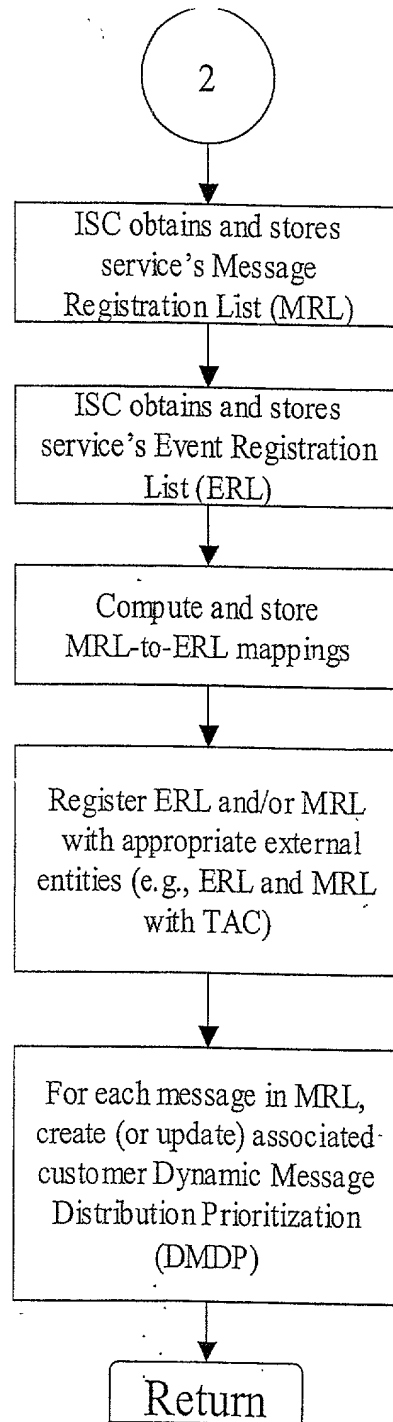 2
ISC obtains and stores
service's Message
Registration List (MRL)
ISC obtains and stores
service's Event Registration
List (ERL)
Compute and store
MRL-to-ERL mappings
Register ERL and/or MRL
with appropriate external
entities (e.g., ERL and MRL
with TAC)
For each message in MRL,
create (or update) associated
customer Dynamic Message
Distribution Prioritization
(DMDP)
Return